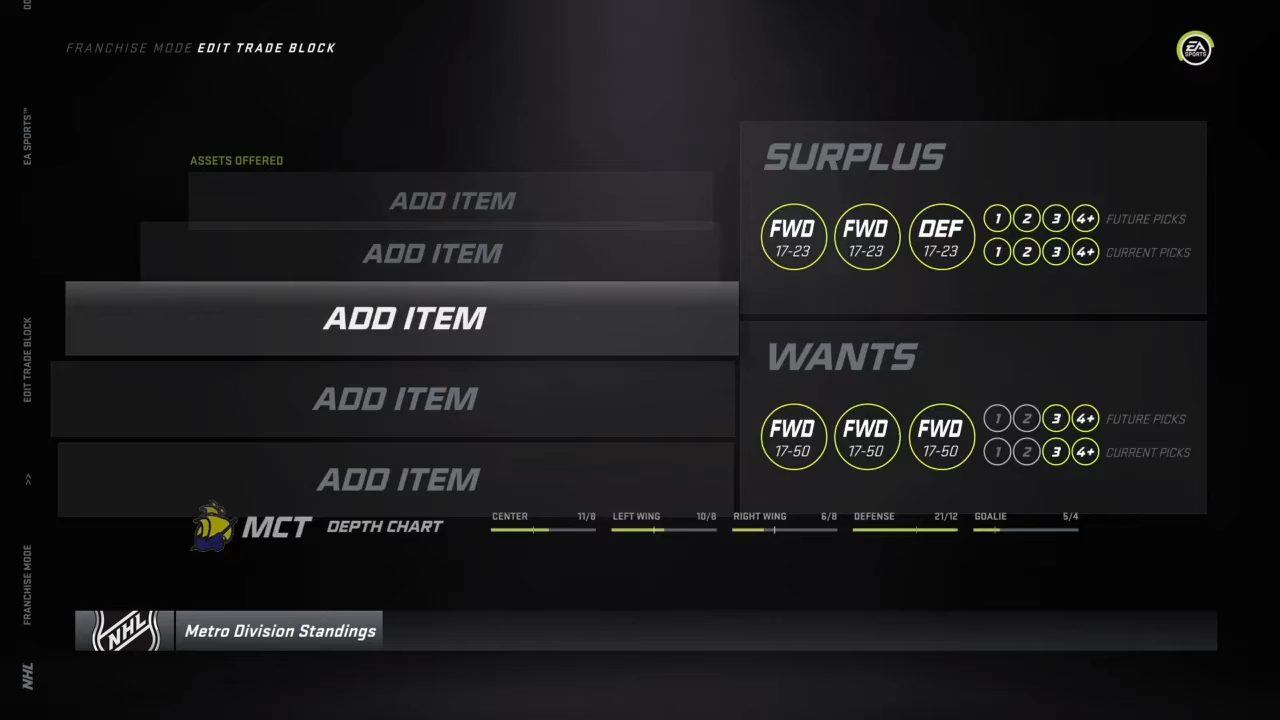 FRANCHISE MODE EDIT TRADE BLOCK
EA SPORTS
EA SPORTS™
EDIT TRADE BLOCK
>>
FRANCHISE MODE
NHL
ASSETS OFFERED
ADD ITEM
ADD ITEM
ADD ITEM
ADD ITEM
ADD ITEM
SURPLUS
FWD 17-23
FWD 17-23
DEF 17-23
1 2 3 4+ FUTURE PICKS
1 2 3 4+ CURRENT PICKS
WANTS
FWD 17-50
FWD 17-50
FWD 17-50
1 2 3 4+ FUTURE PICKS
1 2 3 4+ CURRENT PICKS
MCT DEPTH CHART
CENTER 11/8
LEFT WING 10/8
RIGHT WING 6/8
DEFENSE 21/12
GOALIE 5/4
NHL
Metro Division Standings